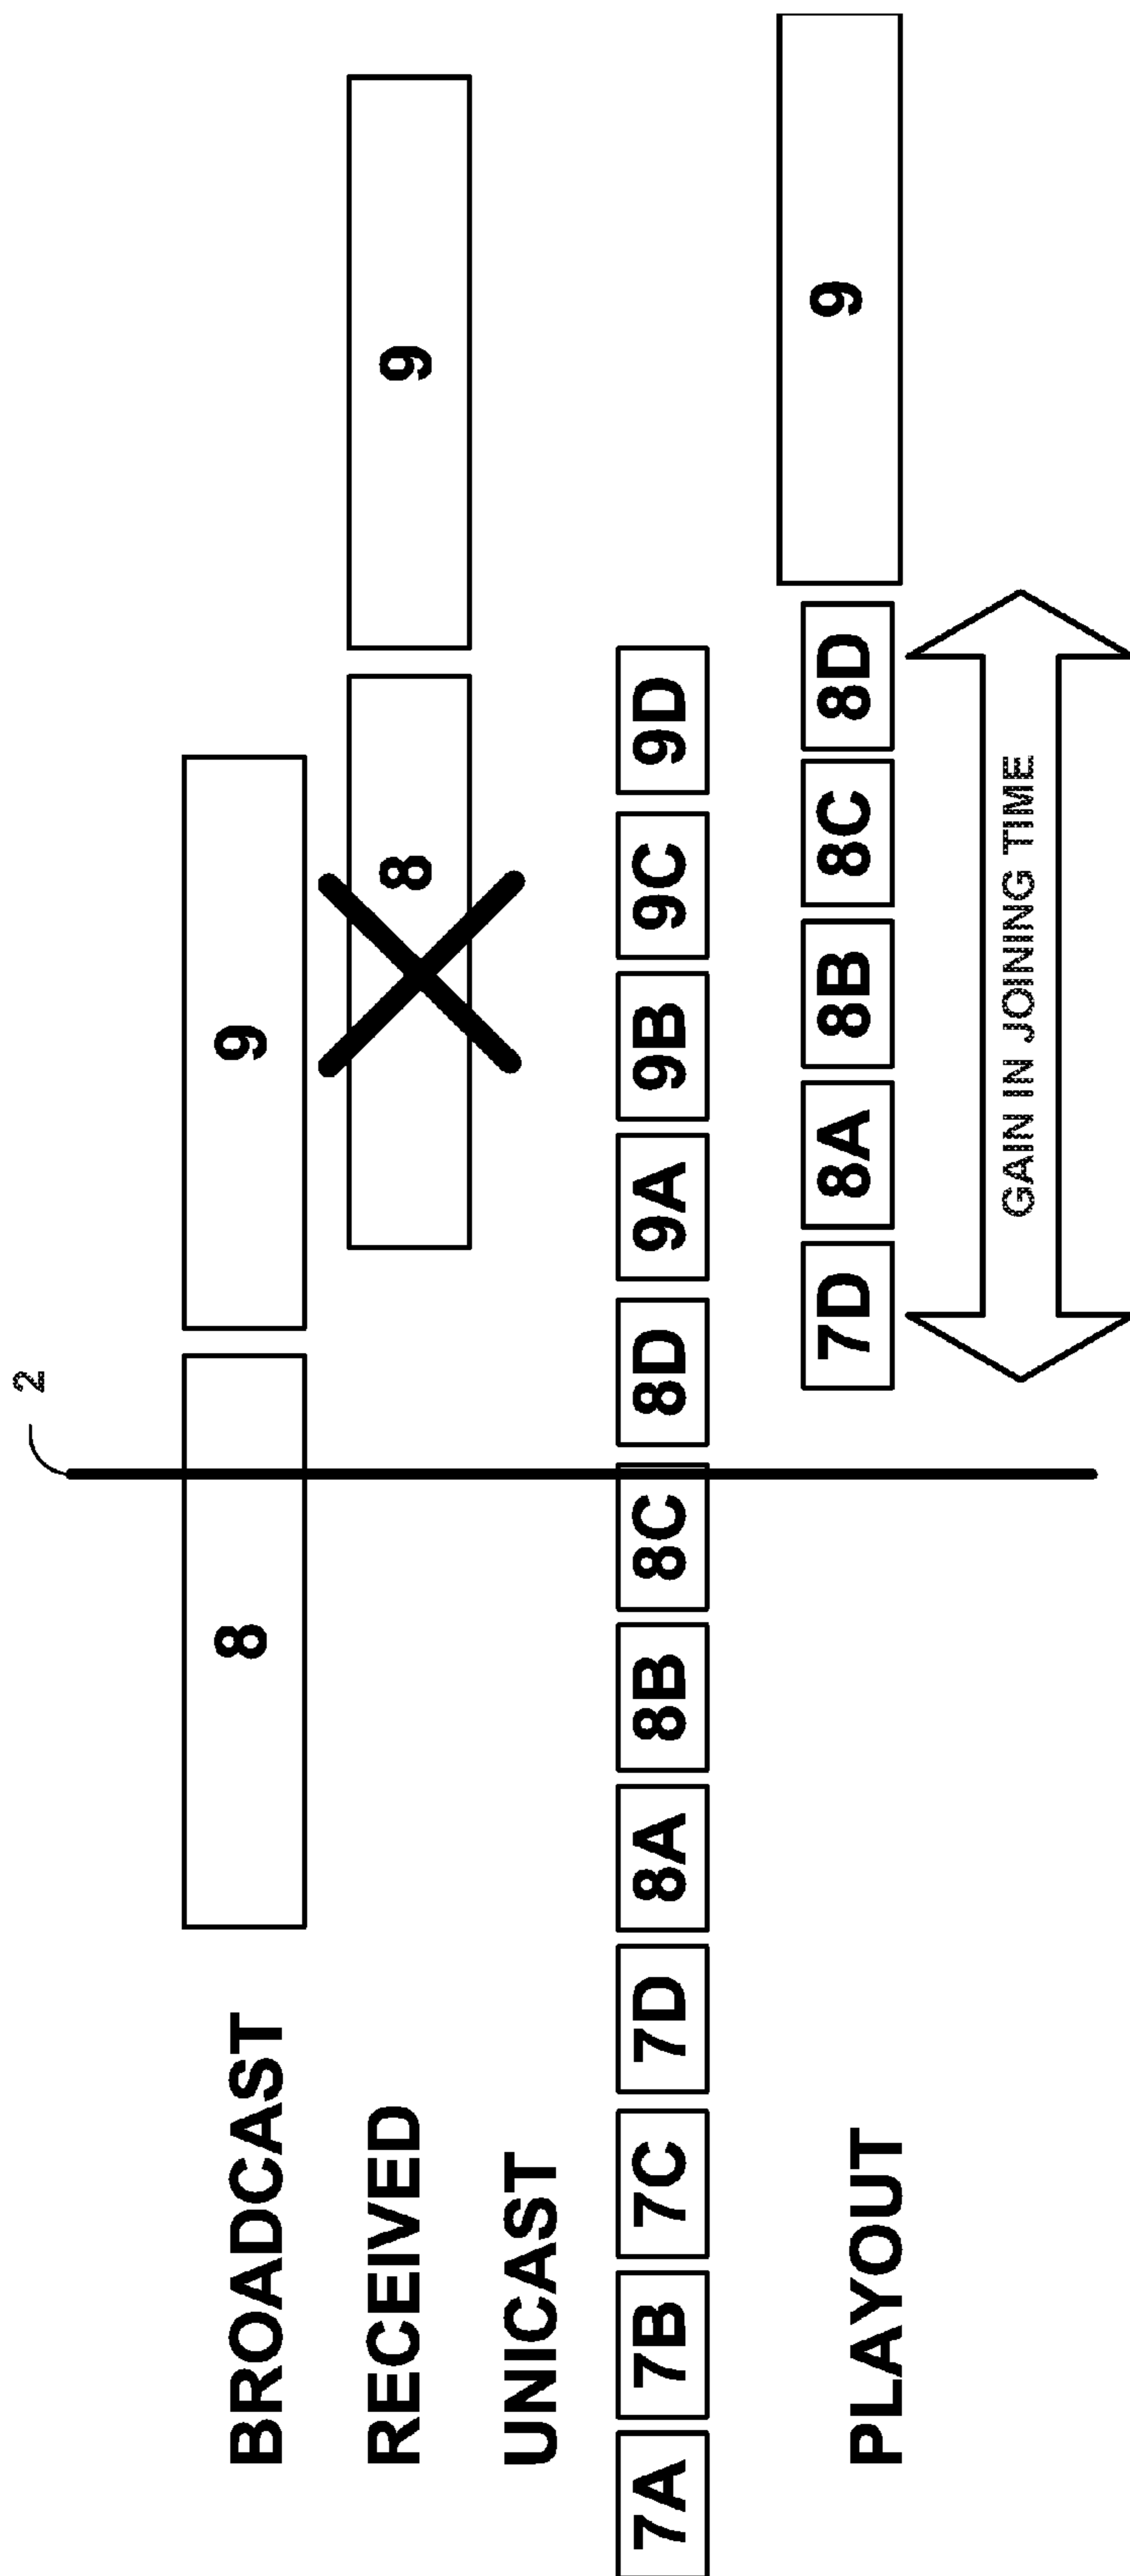 2
BROADCAST 8 9
RECEIVED 8 9
UNICAST
7A 7B 7C 7D 8A 8B 8C 8D 9A 9B 9C 9D
PLAYOUT 7D 8A 8B 8C 8D 9
GAIN IN JOINING TIME